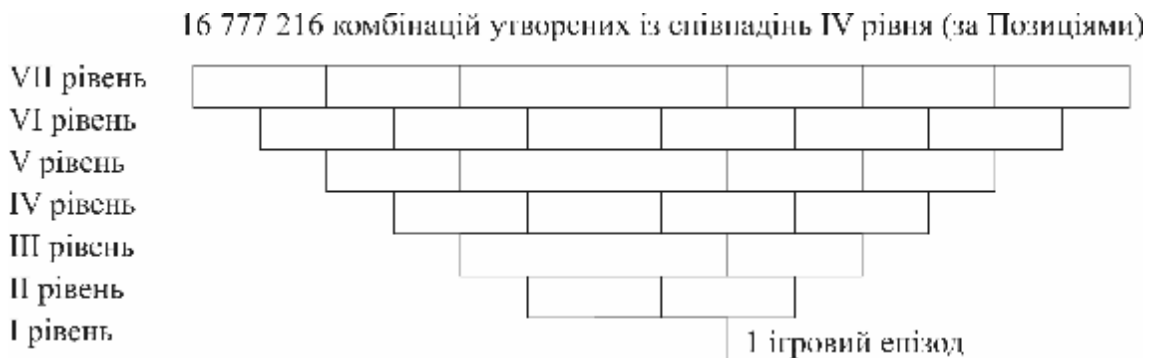 16 777 216 комбінацій утворених із співпадінь IV рівня (за Позиціями)
VII рівень
VI рівень
V рівень
IV рівень
III рівень
II рівень
I рівень
1 ігровий епізод